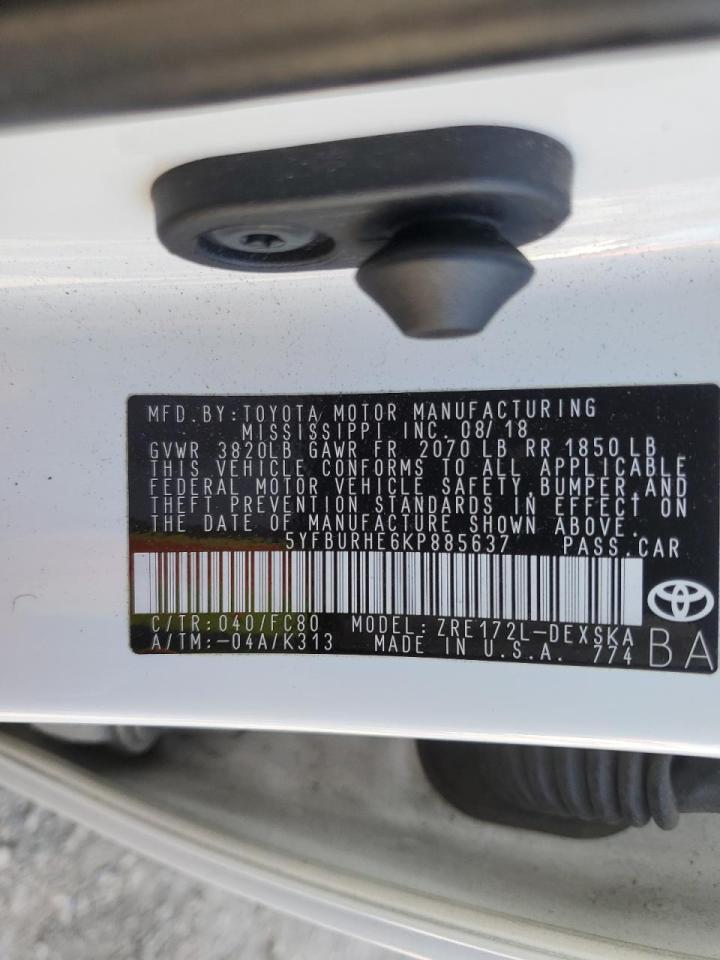 MFD. BY: TOYOTA MOTOR MANUFACTURING
MISSISSIPPI INC. 08/18
GVWR 3820LB GAWR FR 2070 LB RR 1850 LB
THIS VEHICLE CONFORMS TO ALL APPLICABLE
FEDERAL MOTOR VEHICLE SAFETY, BUMPER, AND
THEFT PREVENTION STANDARDS IN EFFECT ON
THE DATE OF MANUFACTURE SHOWN ABOVE.
5YFBURHE6KP885637 PASS. CAR
C/TR: 040/FC80 MODEL: ZRE172L-DEXSKA
A/TM: -04A/K313 MADE IN U.S.A. 774 BA